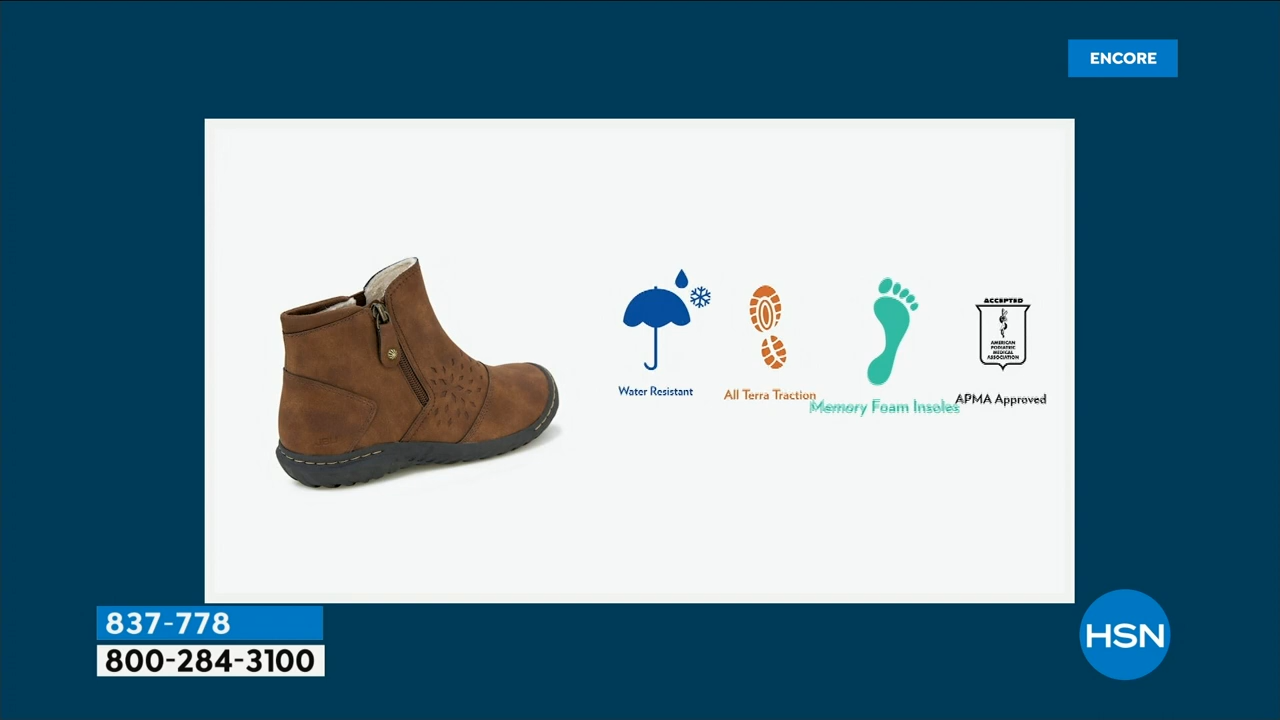 ENCORE
ACCEPTED
AMERICAN
PODIATRIC
MEDICAL
ASSOCIATION
Water Resistant
All Terra Traction
Memory Foam Insoles
APMA Approved
837-778
800-284-3100
HSN